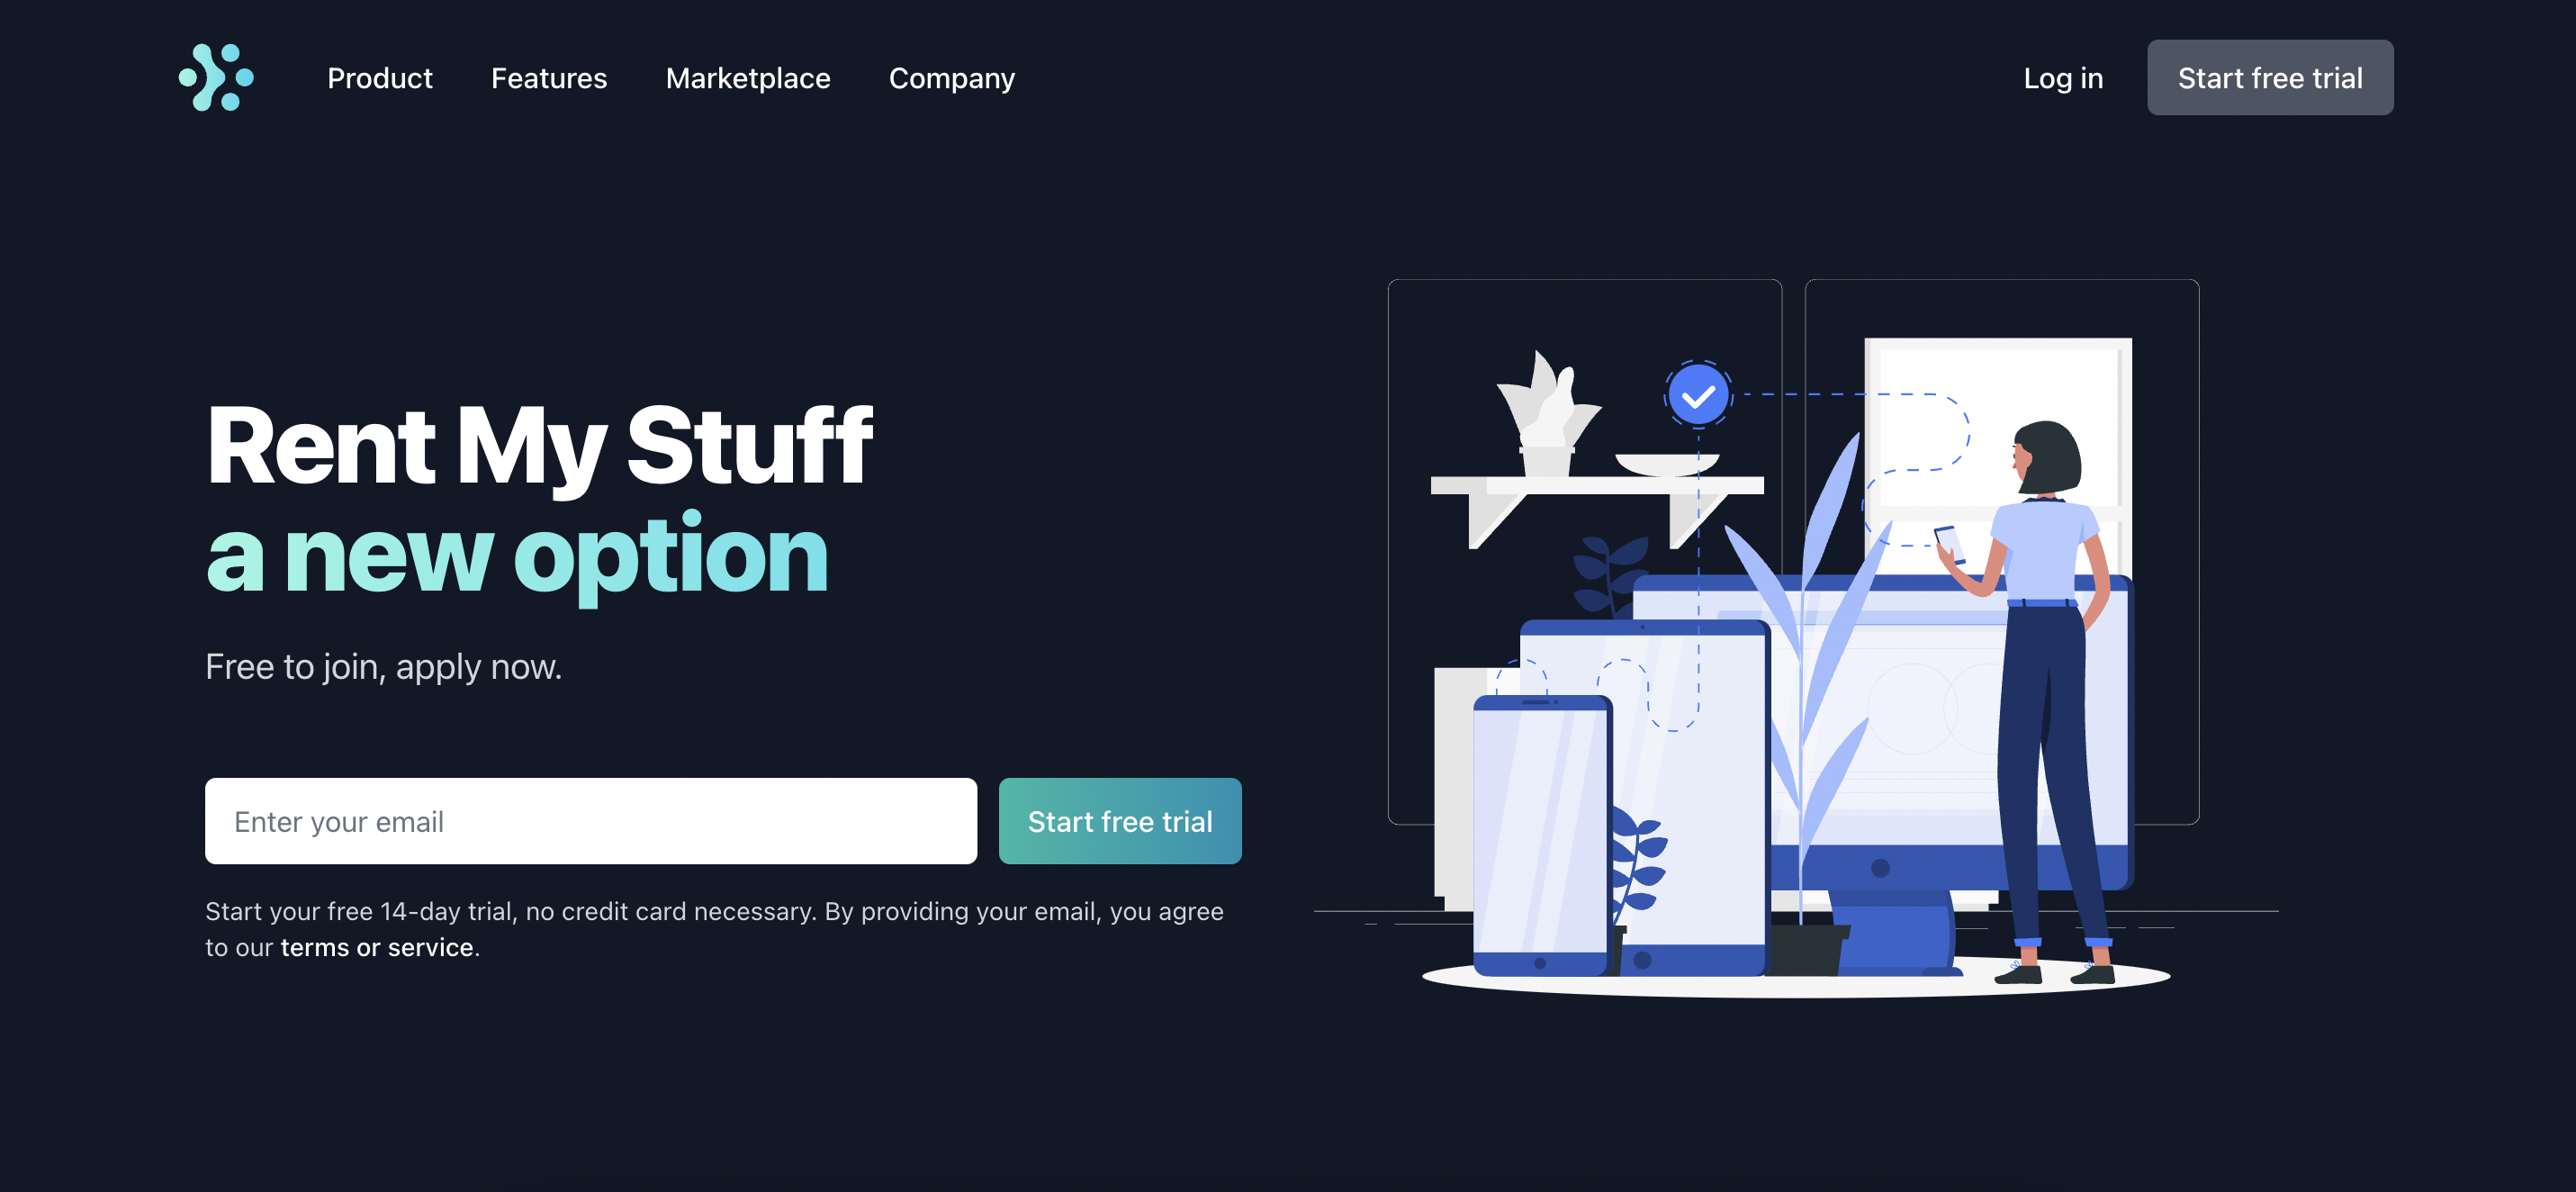 Product Features Marketplace Company Log in Start free trial
Rent My Stuff
a new option
Free to join, apply now.
Enter your email Start free trial
Start your free 14-day trial, no credit card necessary. By providing your email, you agree
to our terms or service.